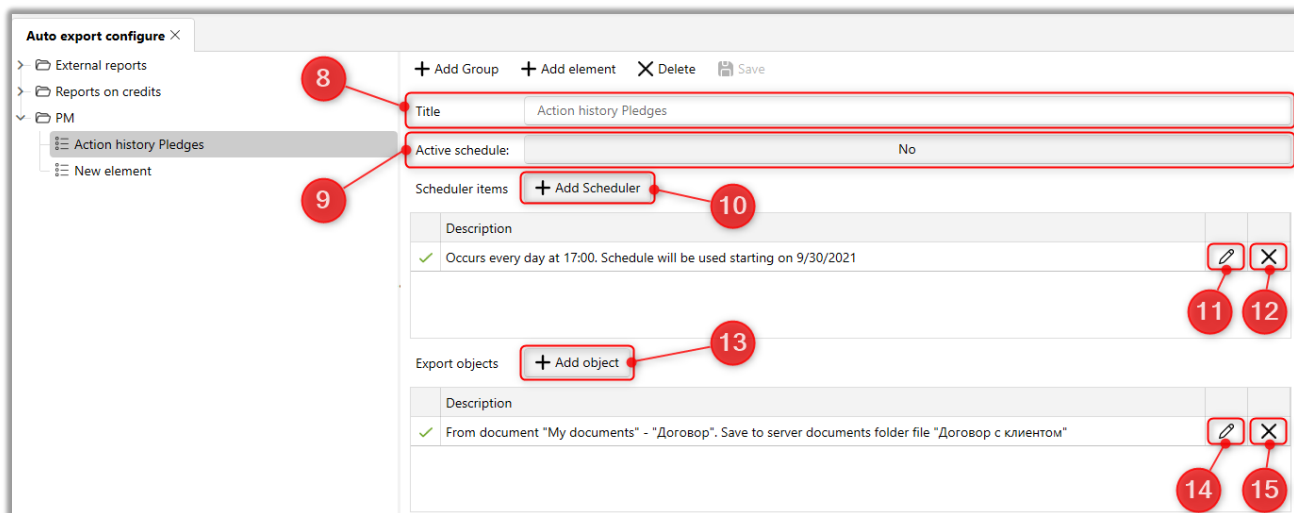 Auto export configure
External reports
Reports on credits
PM
Action history Pledges
New element
Add Group Add element Delete Save
8
Title Action history Pledges
Active schedule: No
9
Scheduler items Add Scheduler
10
Description
Occurs every day at 17:00. Schedule will be used starting on 9/30/2021
11 12
13
Export objects Add object
Description
From document "My documents" - "Договор". Save to server documents folder file "Договор с клиентом"
14 15